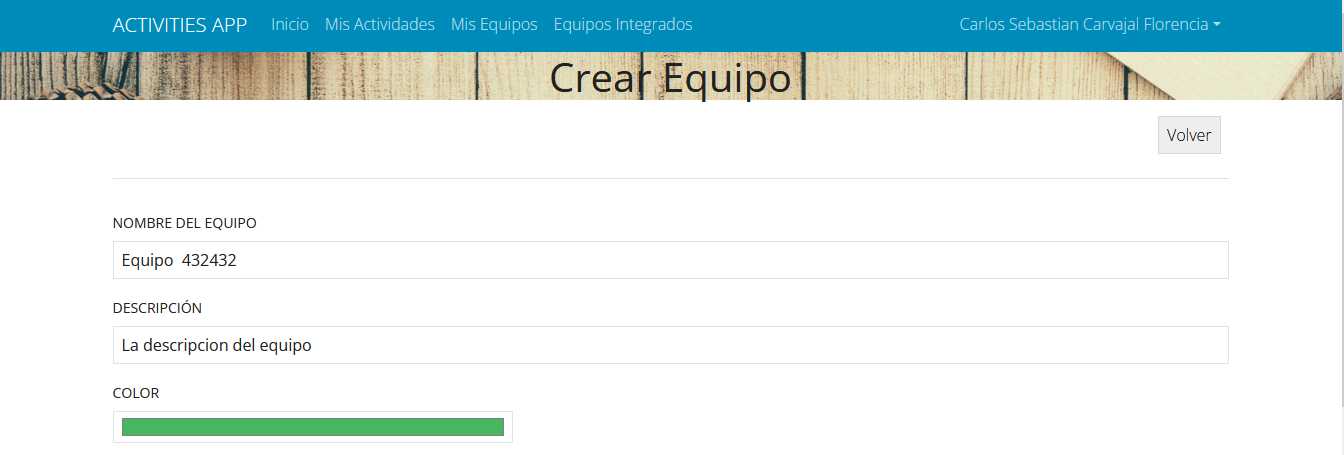 ACTIVITIES APP Inicio Mis Actividades Mis Equipos Equipos Integrados Carlos Sebastian Carvajal Florencia
Crear Equipo
Volver
NOMBRE DEL EQUIPO
Equipo  432432
DESCRIPCIÓN
La descripcion del equipo
COLOR